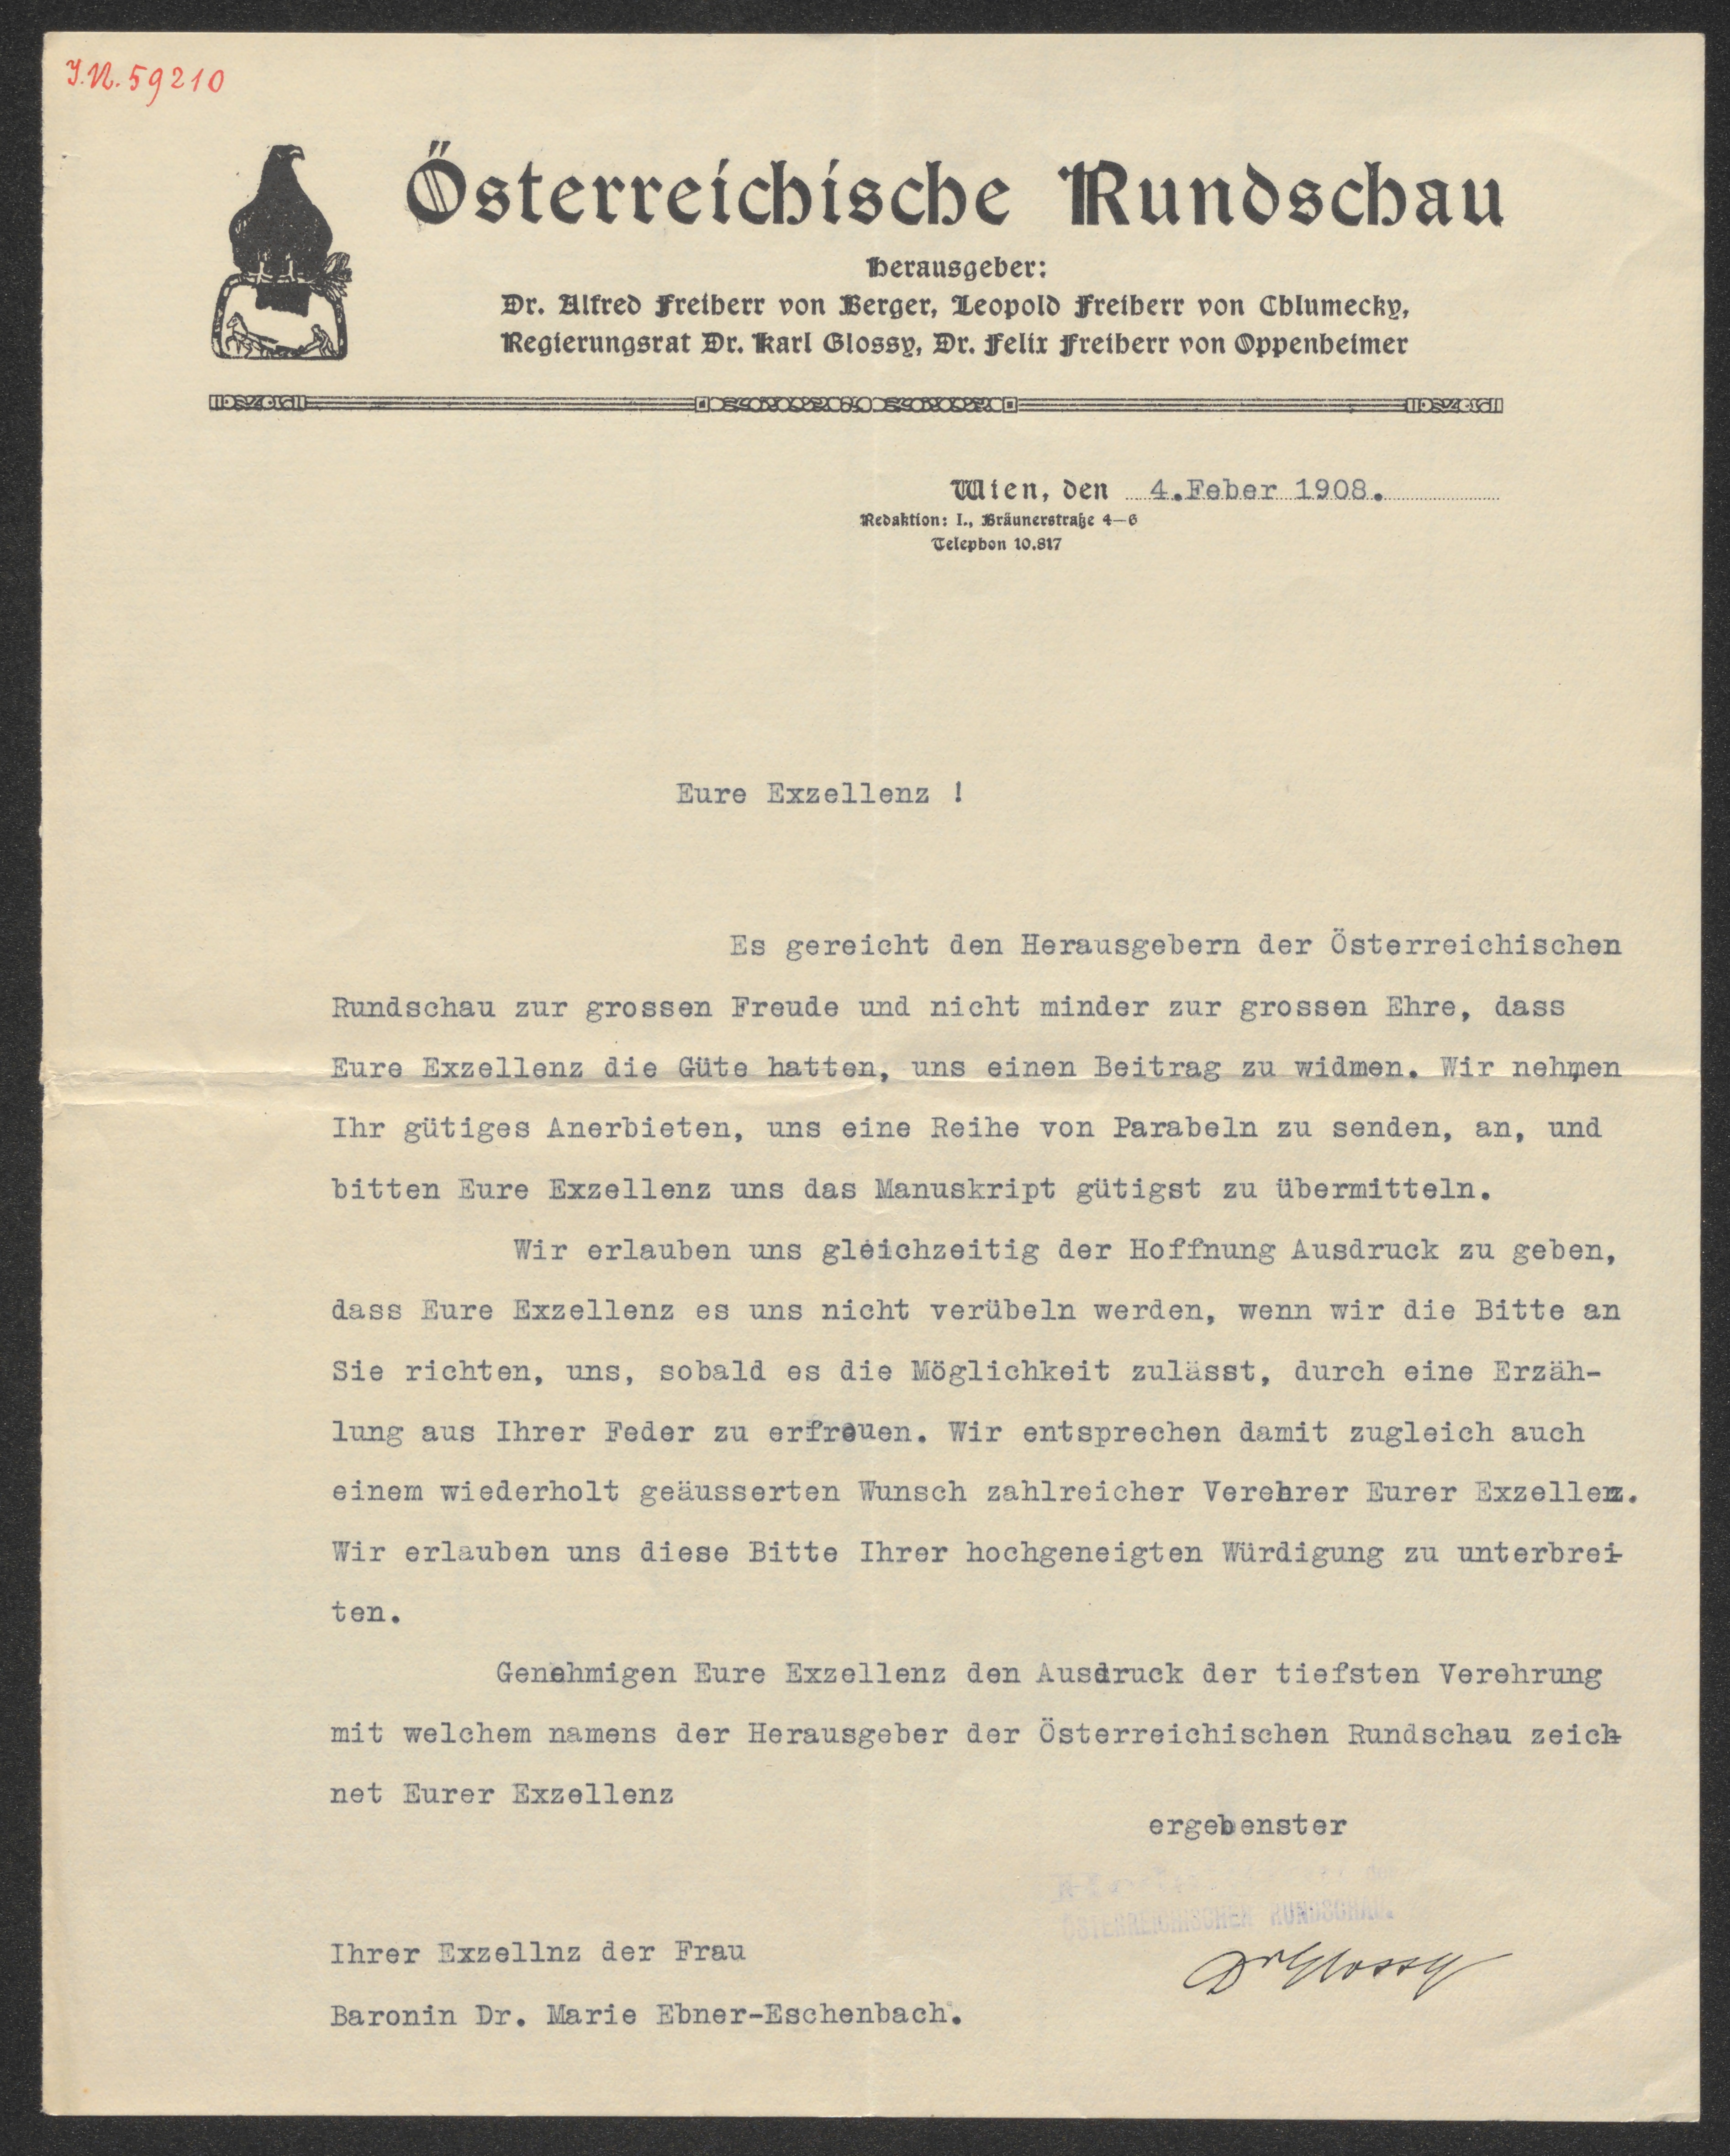 J.N. 59210
Österreichische Rundschau
Herausgeber:
Dr. Alfred Freiherr von Berger, Leopold Freiherr von Chlumecky,
Regierungsrat Dr. Karl Glossy, Dr. Felix Freiherr von Oppenheimer
Wien, den 4.Feber 1908.
Redaktion: I., Bräunerstraße 4–6
Telephon 10.817
Eure Exzellenz !
Es gereicht den Herausgebern der Österreichischen
Rundschau zur grossen Freude und nicht minder zur grossen Ehre, dass
Eure Exzellenz die Güte hatten, uns einen Beitrag zu widmen. Wir nehmen
Ihr gütiges Anerbieten, uns eine Reihe von Parabeln zu senden, an, und
bitten Eure Exzellenz uns das Manuskript gütigst zu übermitteln.
Wir erlauben uns gleichzeitig der Hoffnung Ausdruck zu geben,
dass Eure Exzellenz es uns nicht verübeln werden, wenn wir die Bitte an
Sie richten, uns, sobald es die Möglichkeit zulässt, durch eine Erzäh-
lung aus Ihrer Feder zu erfreuen. Wir entsprechen damit zugleich auch
einem wiederholt geäusserten Wunsch zahlreicher Verehrer Eurer Exzellenz.
Wir erlauben uns diese Bitte Ihrer hochgeneigten Würdigung zu unterbrei-
ten.
Genehmigen Eure Exzellenz den Ausdruck der tiefsten Verehrung
mit welchem namens der Herausgeber der Österreichischen Rundschau zeich-
net Eurer Exzellenz
ergebenster
ÖSTERREICHISCHEN RUNDSCHAU.
Dr Glossy
Ihrer Exzellnz der Frau
Baronin Dr. Marie Ebner-Eschenbach.